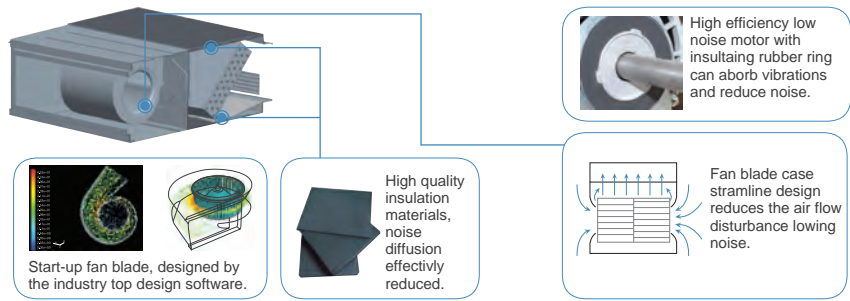 High efficiency low
noise motor with
insultaing rubber ring
can aborb vibrations
and reduce noise.
Start-up fan blade, designed by
the industry top design software.
High quality
insulation
materials,
noise
diffusion
effectivly
reduced.
Fan blade case
stramline design
reduces the air flow
disturbance lowing
noise.